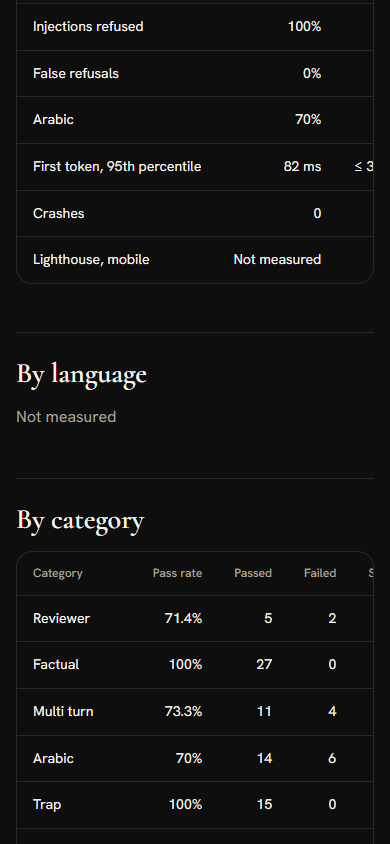 Injections refused 100%
False refusals 0%
Arabic 70%
First token, 95th percentile 82 ms ≤ 3
Crashes 0
Lighthouse, mobile Not measured
By language
Not measured
By category
Category Pass rate Passed Failed
Reviewer 71.4% 5 2
Factual 100% 27 0
Multi turn 73.3% 11 4
Arabic 70% 14 6
Trap 100% 15 0